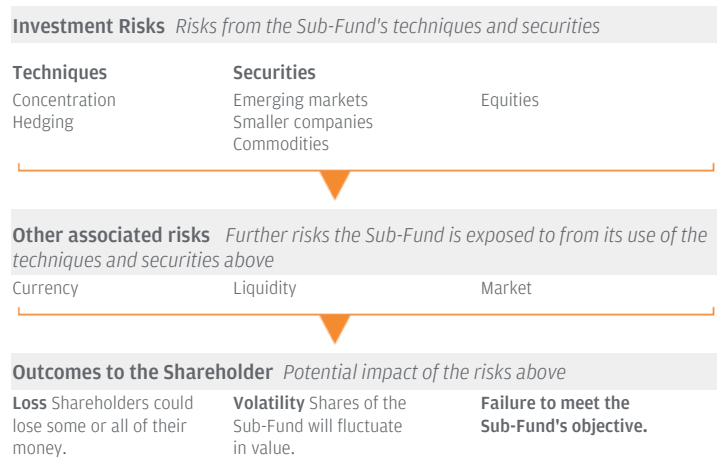 Investment Risks Risks from the Sub-Fund's techniques and securities
Techniques
Concentration
Hedging
Securities
Emerging markets
Smaller companies
Commodities
Equities
Other associated risks Further risks the Sub-Fund is exposed to from its use of the
techniques and securities above
Currency
Liquidity
Market
Outcomes to the Shareholder Potential impact of the risks above
Loss Shareholders could
lose some or all of their
money.
Volatility Shares of the
Sub-Fund will fluctuate
in value.
Failure to meet the
Sub-Fund's objective.